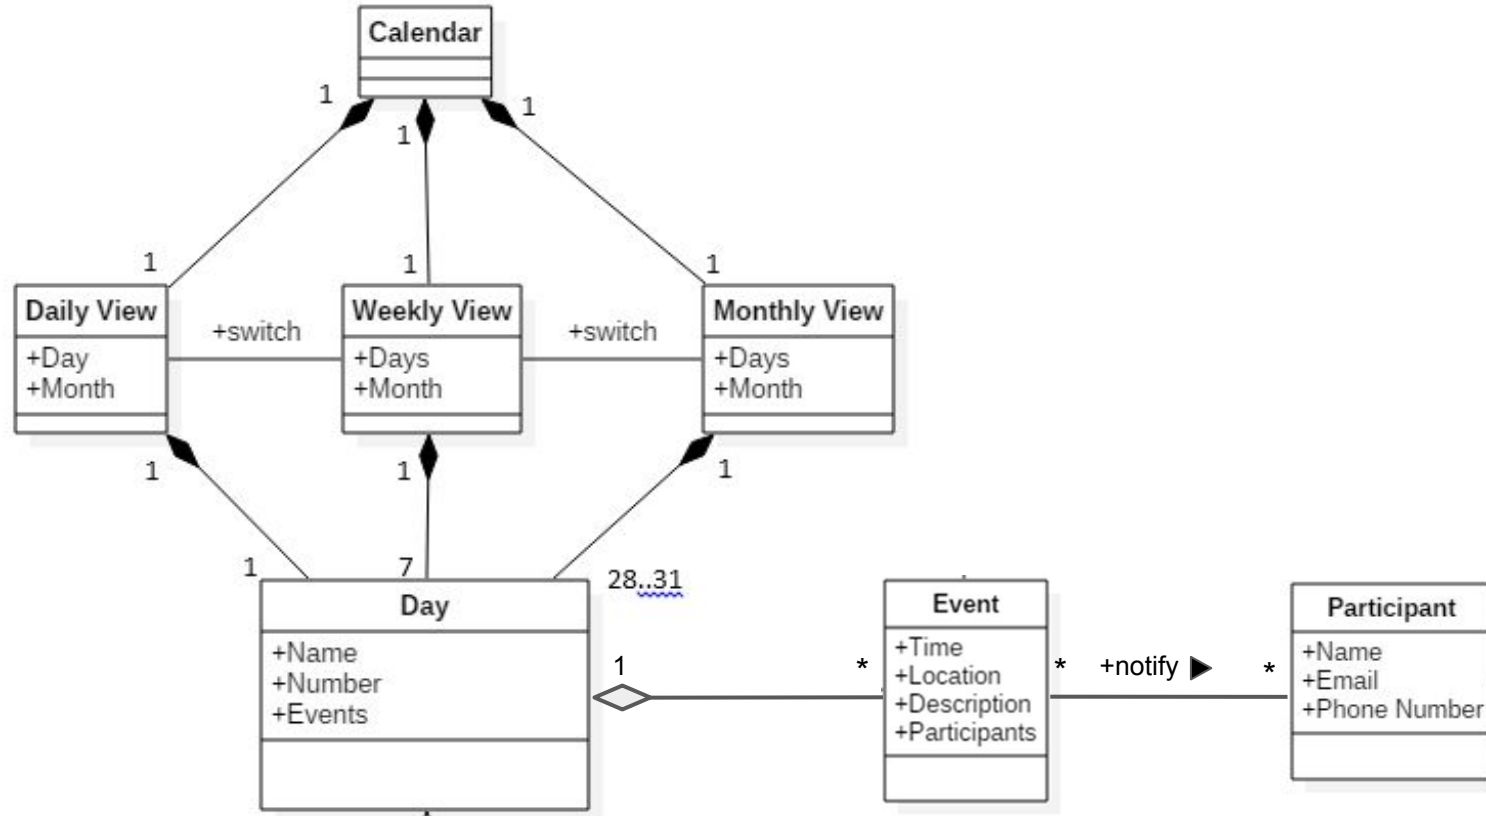 Calendar
1
1
1
1
1
1
Daily View
+Day
+Month
+switch
Weekly View
+Days
+Month
+switch
Monthly View
+Days
+Month
1
1
1
1
7
28..31
Day
+Name
+Number
+Events
1
*
Event
+Time
+Location
+Description
+Participants
*
+notify ▶
*
Participant
+Name
+Email
+Phone Number